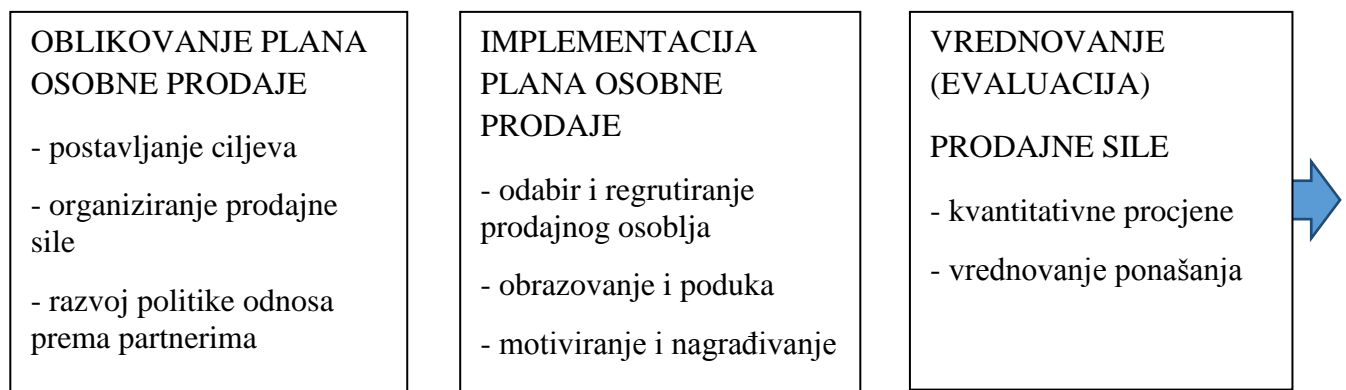 OBLIKOVANJE PLANA
OSOBNE PRODAJE
- postavljanje ciljeva
- organiziranje prodajne
sile
- razvoj politike odnosa
prema partnerima
IMPLEMENTACIJA
PLANA OSOBNE
PRODAJE
- odabir i regrutiranje
prodajnog osoblja
- obrazovanje i poduka
- motiviranje i nagrađivanje
VREDNOVANJE
(EVALUACIJA)
PRODAJNE SILE
- kvantitativne procjene
- vrednovanje ponašanja